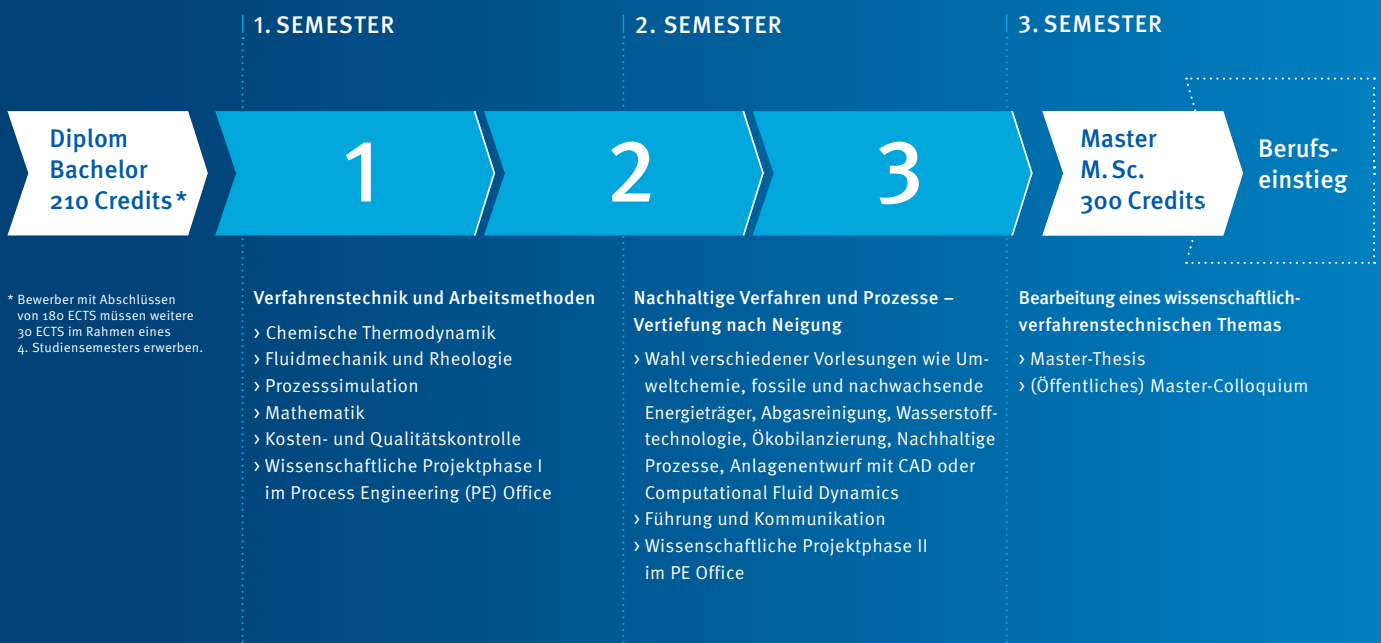 1. SEMESTER
2. SEMESTER
3. SEMESTER
Diplom
Bachelor
210 Credits*
1
2
3
Master
M. Sc.
300 Credits
Berufs-
einstieg
* Bewerber mit Abschlüssen
von 180 ECTS müssen weitere
30 ECTS im Rahmen eines
4. Studiensemesters erwerben.
Verfahrenstechnik und Arbeitsmethoden
› Chemische Thermodynamik
› Fluidmechanik und Rheologie
› Prozesssimulation
› Mathematik
› Kosten- und Qualitätskontrolle
› Wissenschaftliche Projektphase I
im Process Engineering (PE) Office
Nachhaltige Verfahren und Prozesse –
Vertiefung nach Neigung
› Wahl verschiedener Vorlesungen wie Um-
weltchemie, fossile und nachwachsende
Energieträger, Abgasreinigung, Wasserstoff-
technologie, Ökobilanzierung, Nachhaltige
Prozesse, Anlagenentwurf mit CAD oder
Computational Fluid Dynamics
› Führung und Kommunikation
› Wissenschaftliche Projektphase II
im PE Office
Bearbeitung eines wissenschaftlich-
verfahrenstechnischen Themas
› Master-Thesis
› (Öffentliches) Master-Colloquium